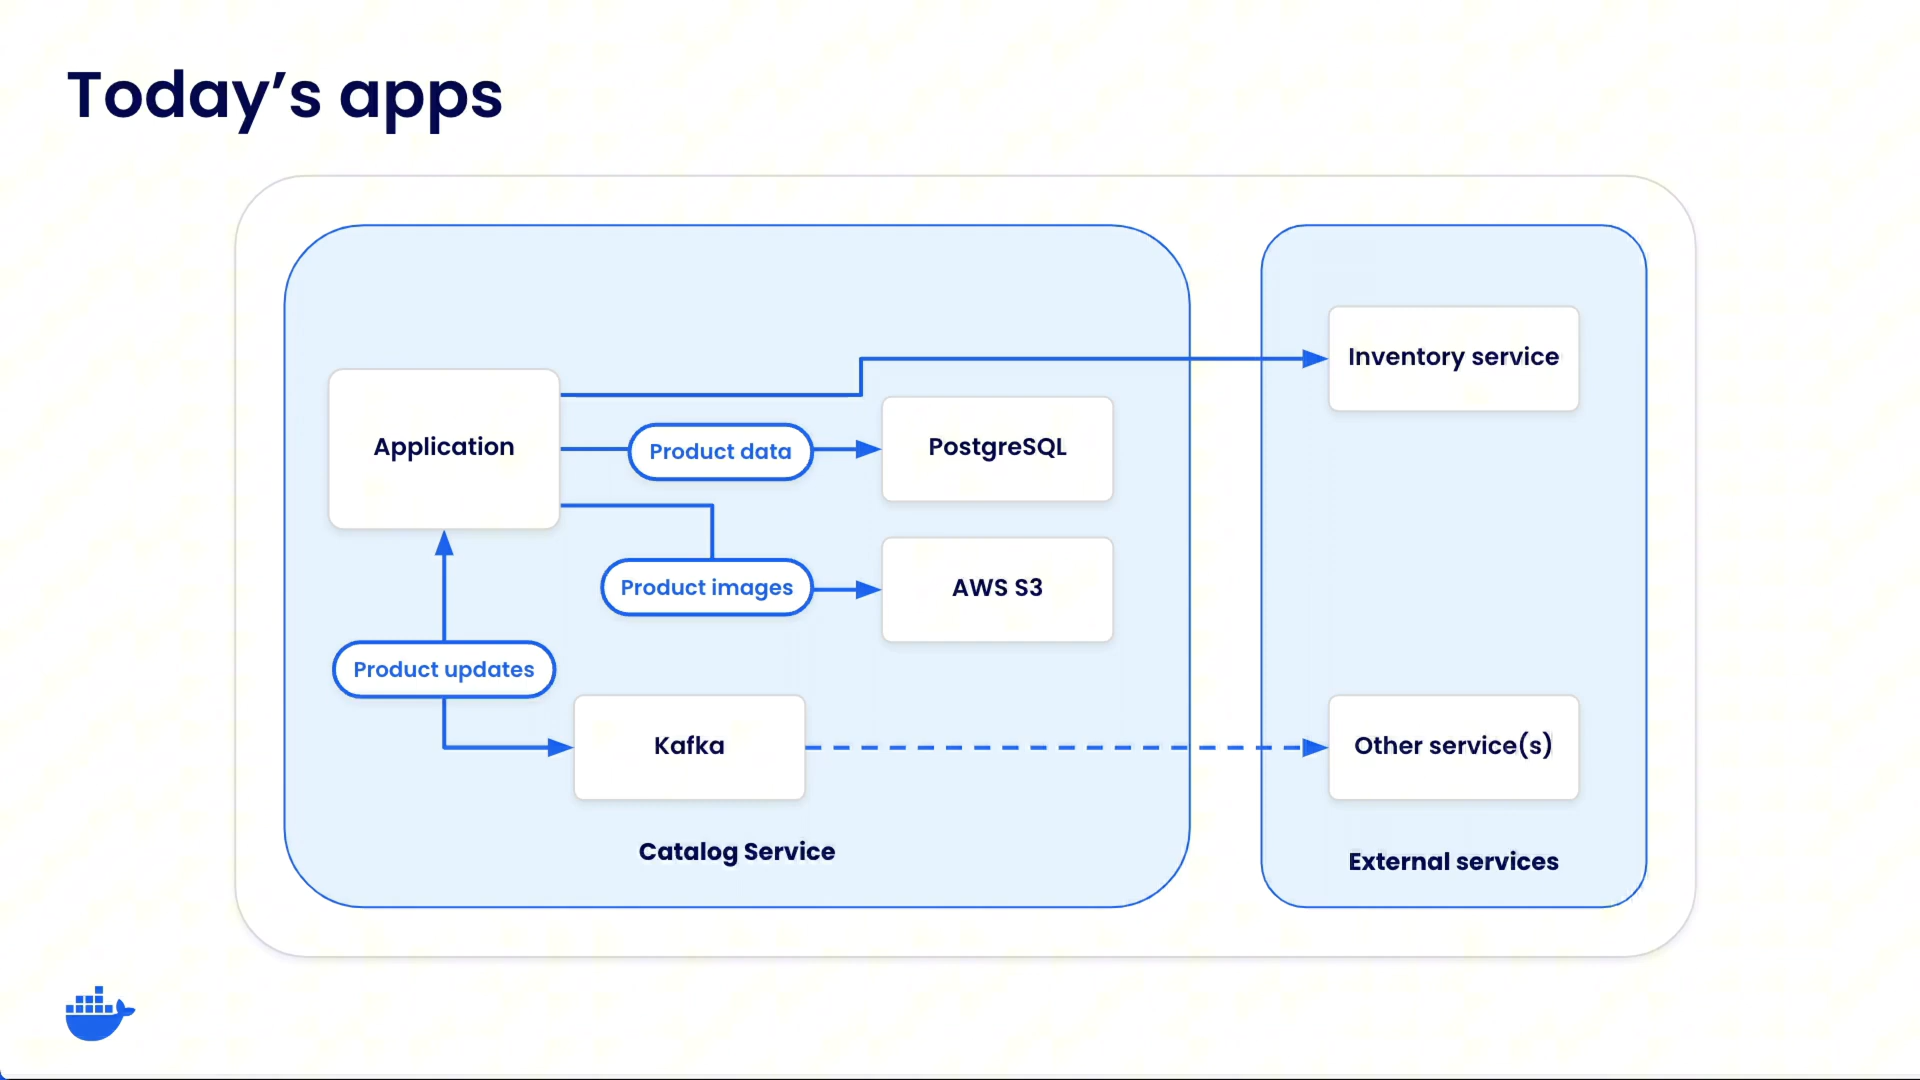 Today’s apps
Inventory service
Application
Product data
PostgreSQL
Product images
AWS S3
Product updates
Kafka
Other service(s)
Catalog Service
External services